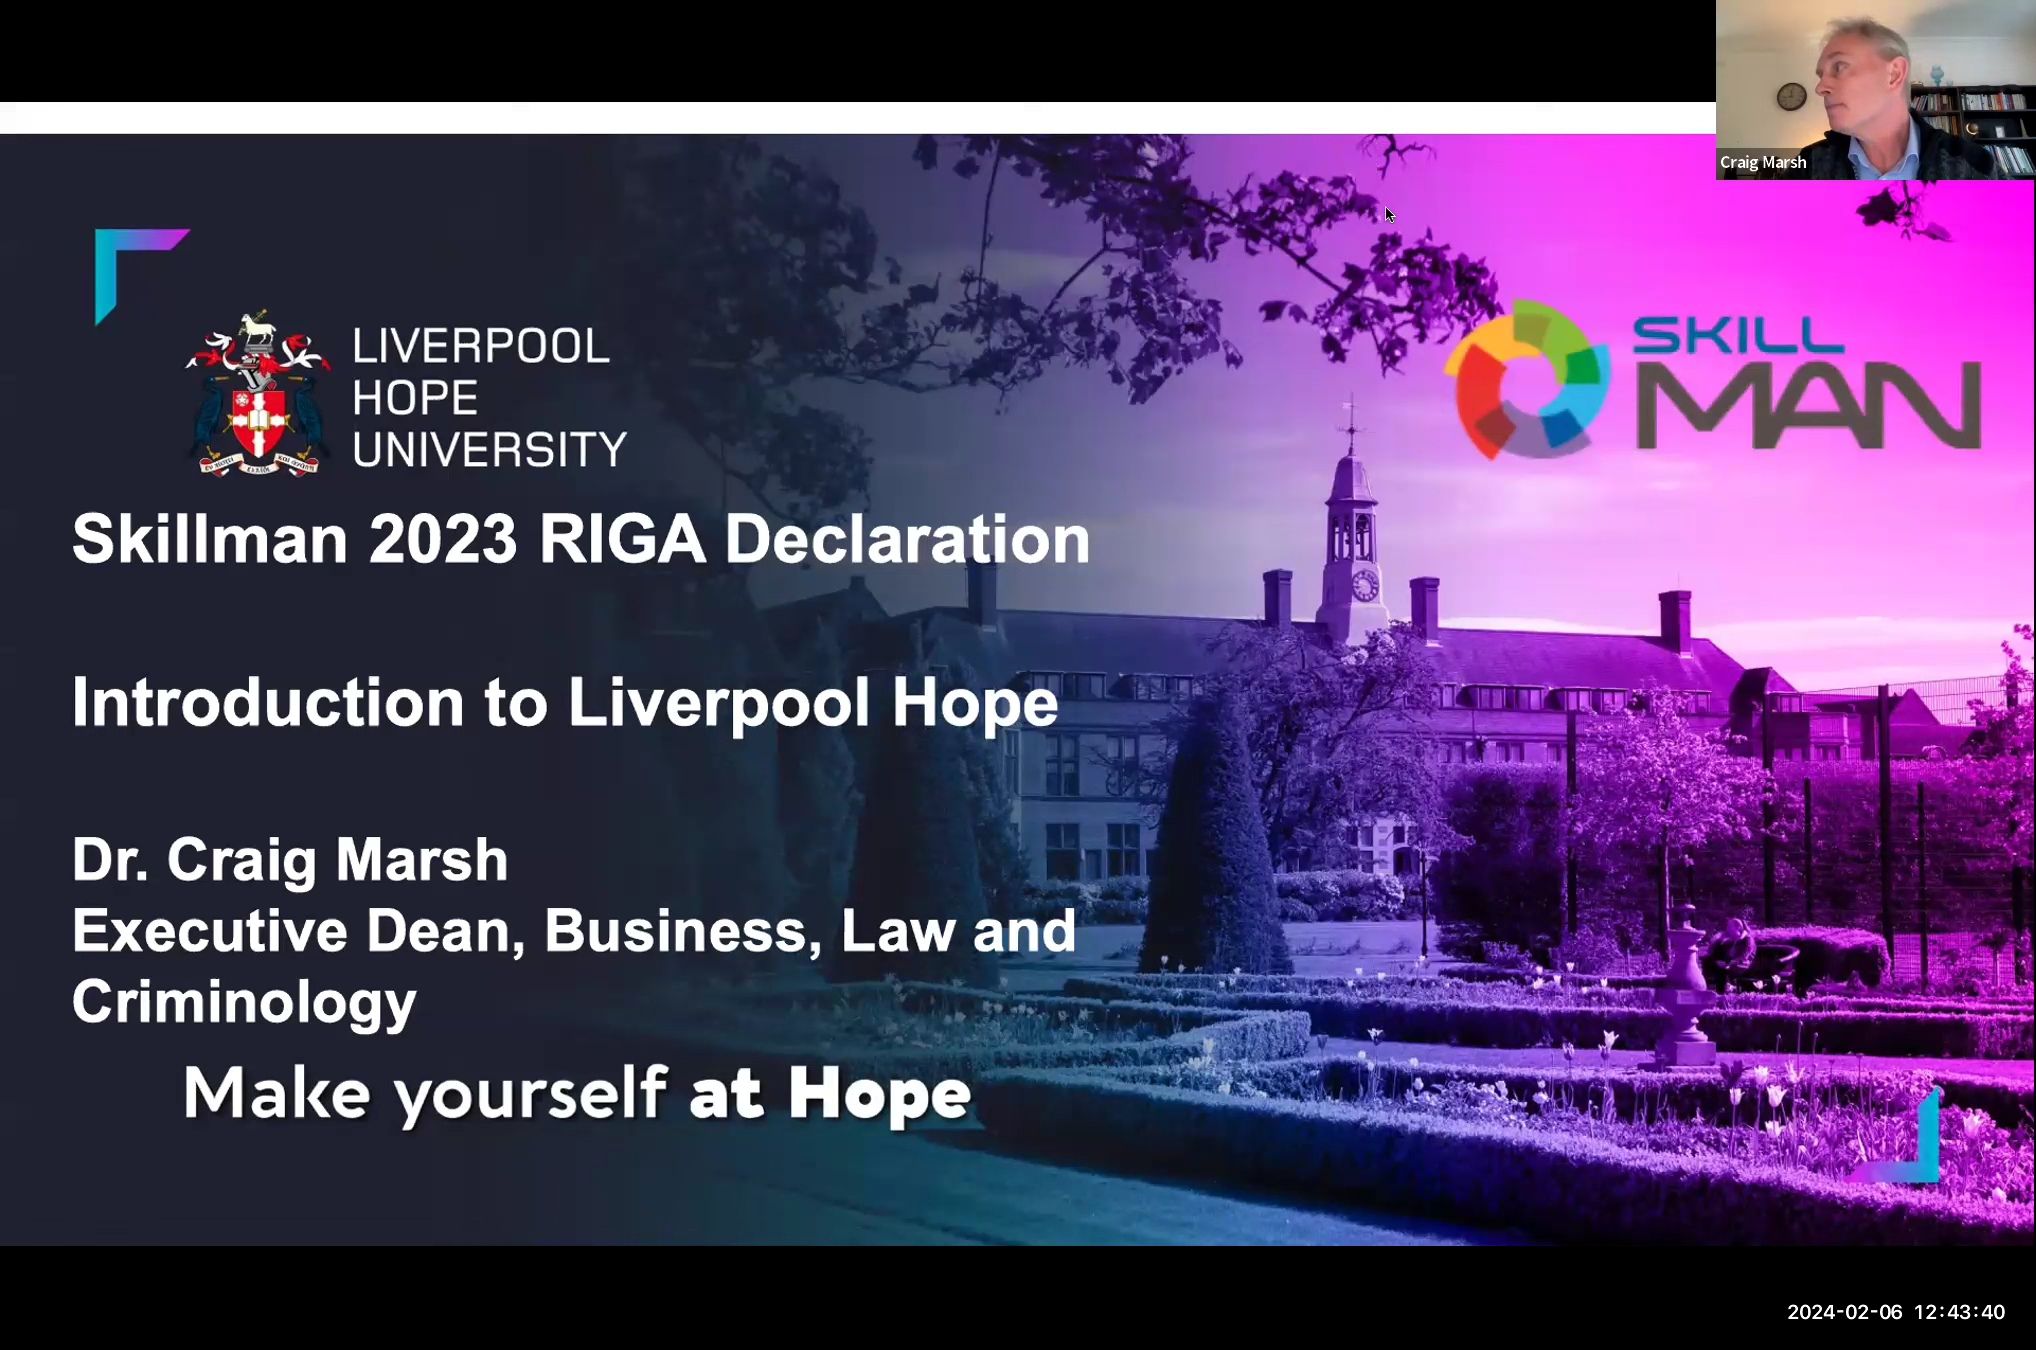 Craig Marsh
LIVERPOOL
HOPE
UNIVERSITY
SKILL
MAN
Skillman 2023 RIGA Declaration
Introduction to Liverpool Hope
Dr. Craig Marsh
Executive Dean, Business, Law and
Criminology
Make yourself at Hope
2024-02-06 12:43:40